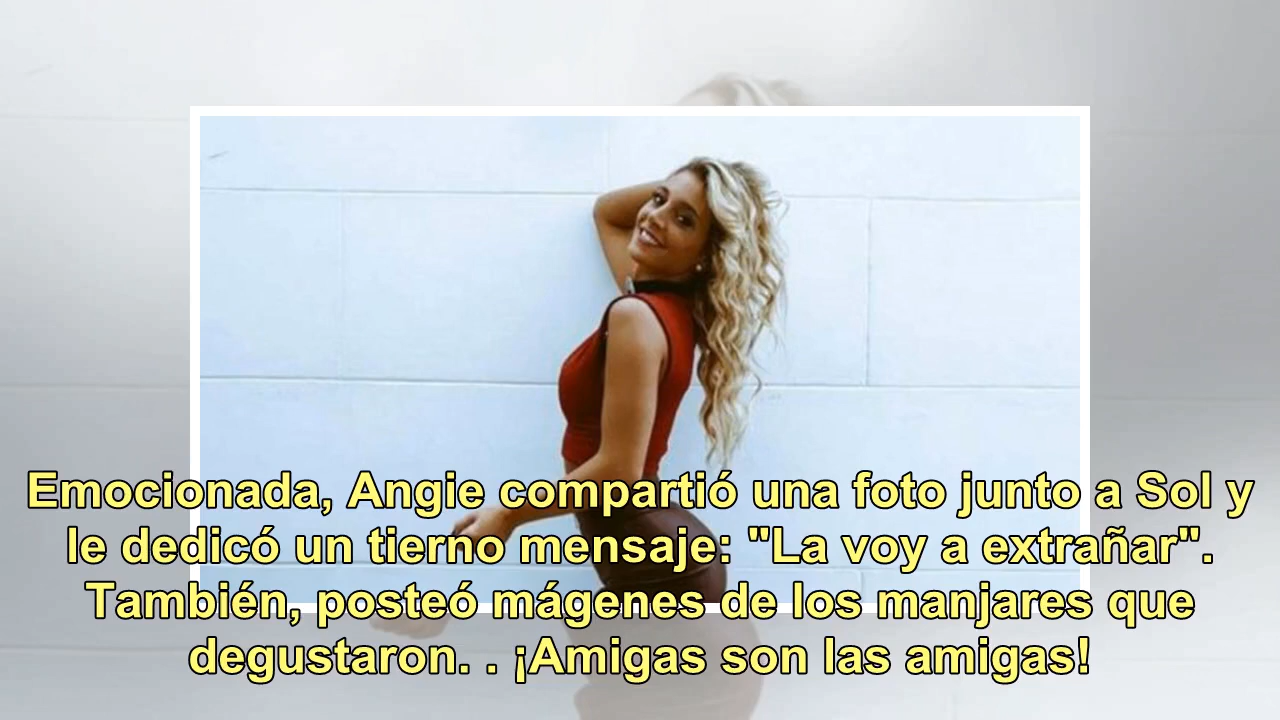 Emocionada, Angie compartió una foto junto a Sol y
le dedicó un tierno mensaje: "La voy a extrañar".
También, posteó mágenes de los manjares que
degustaron. . ¡Amigas son las amigas!